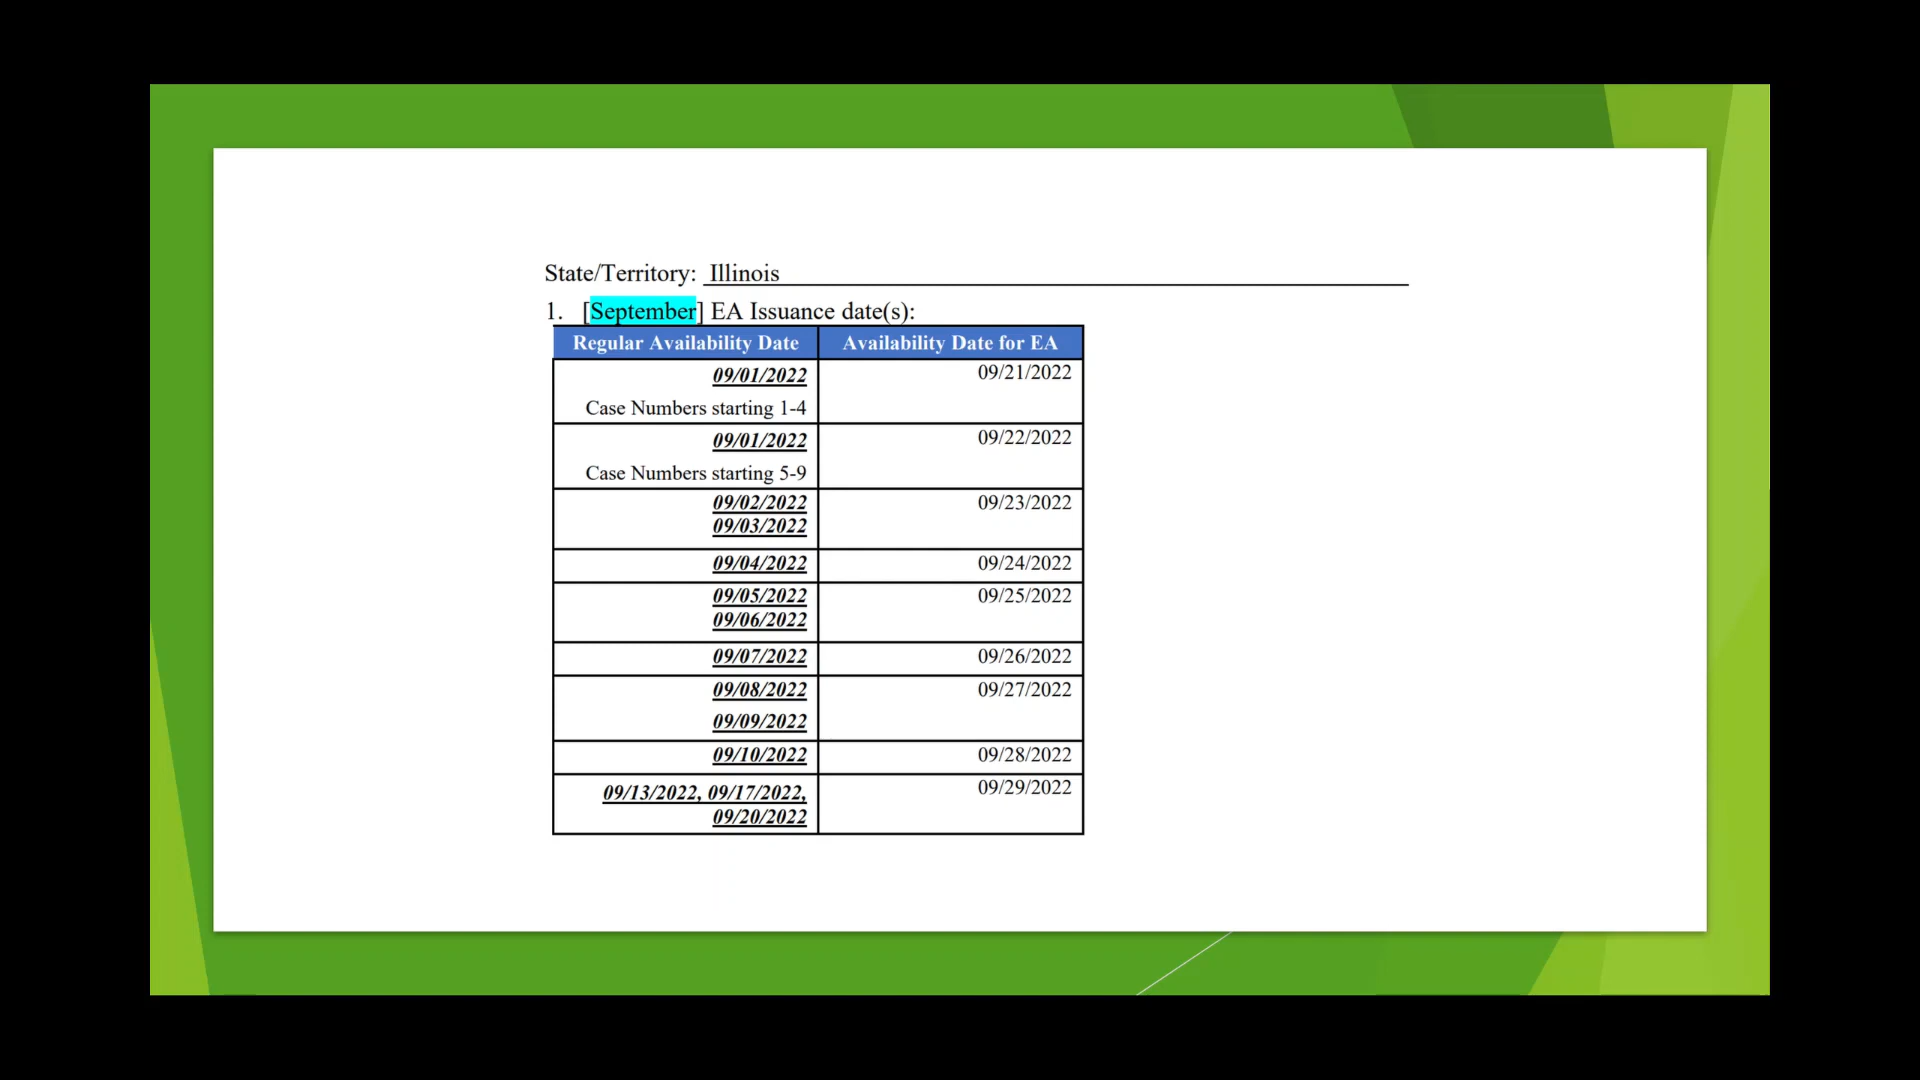 State/Territory: Illinois
1. [September] EA Issuance date(s):
Regular Availability Date Availability Date for EA
09/01/2022 09/21/2022
Case Numbers starting 1-4
09/01/2022 09/22/2022
Case Numbers starting 5-9
09/02/2022 09/23/2022
09/03/2022
09/04/2022 09/24/2022
09/05/2022 09/25/2022
09/06/2022
09/07/2022 09/26/2022
09/08/2022 09/27/2022
09/09/2022
09/10/2022 09/28/2022
09/13/2022, 09/17/2022, 09/29/2022
09/20/2022